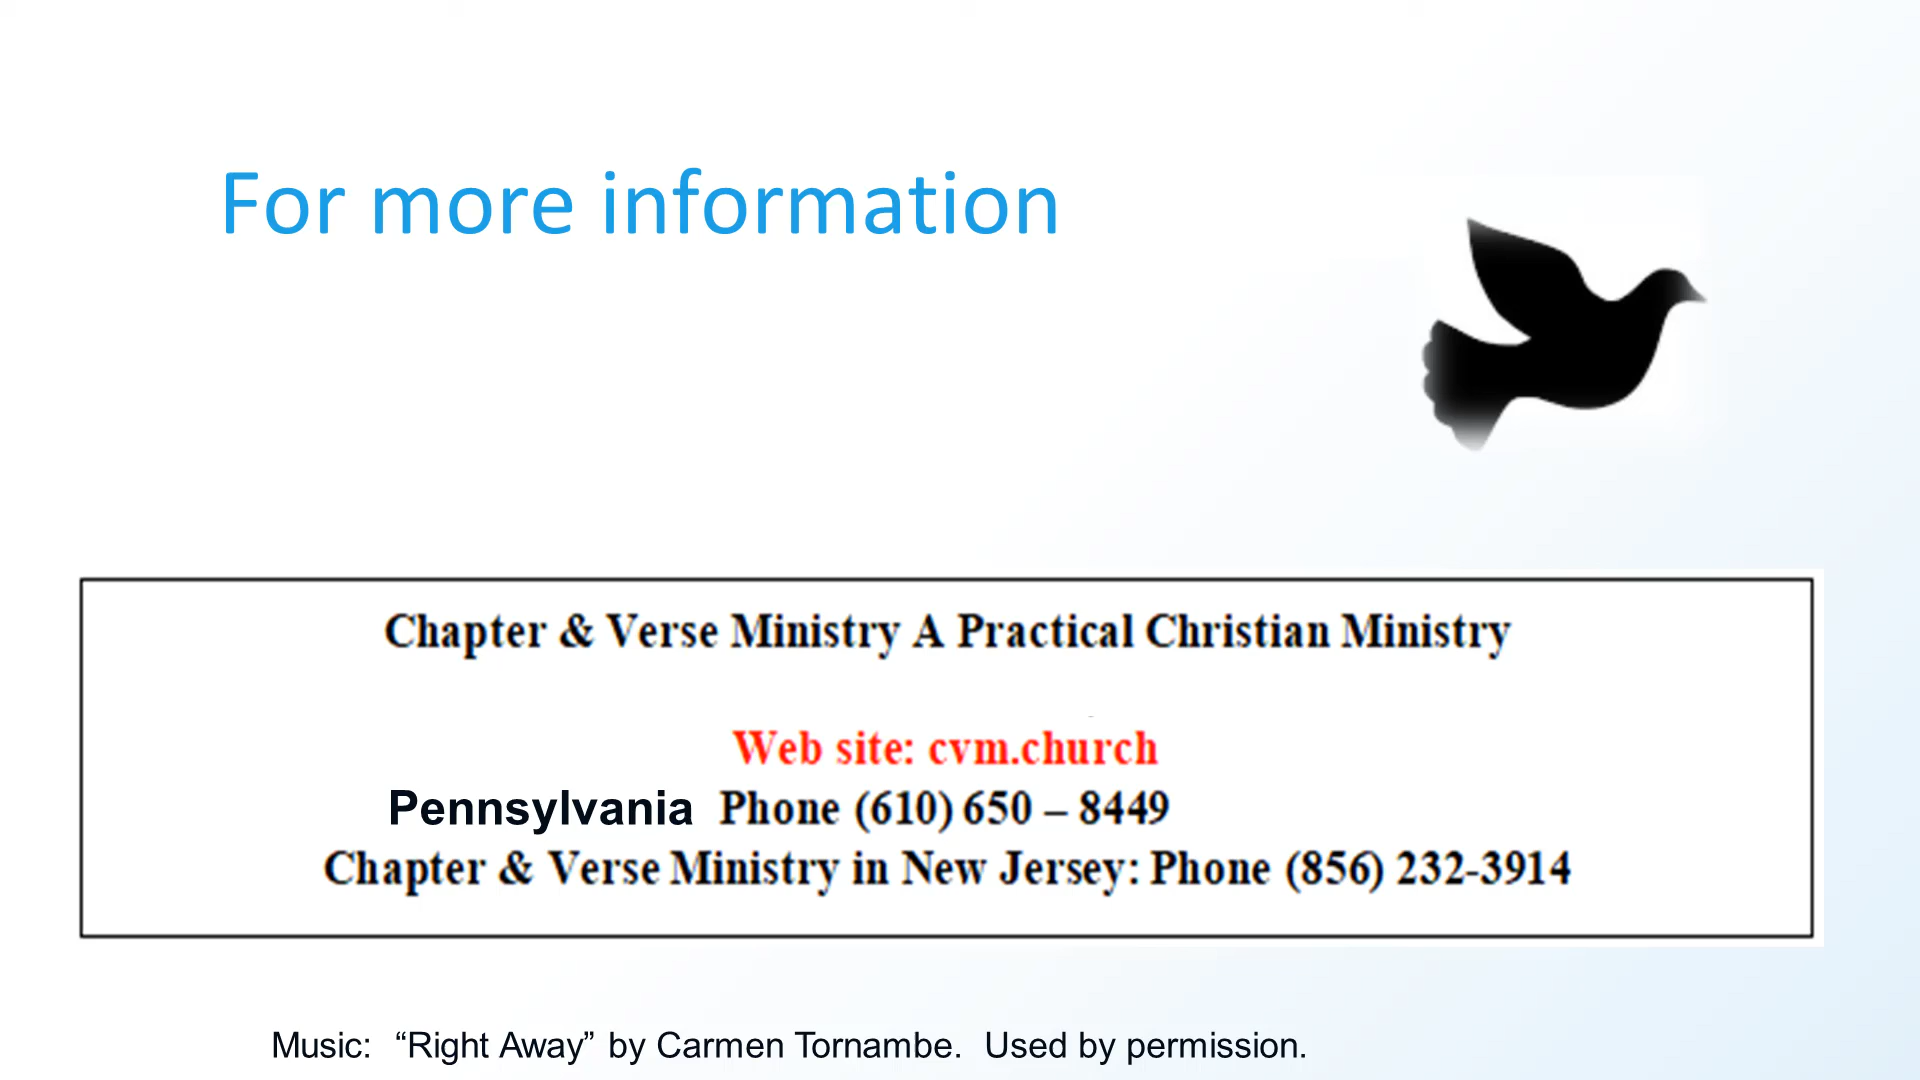 For more information
Chapter & Verse Ministry A Practical Christian Ministry
Web site: cvm.church
Pennsylvania Phone (610) 650 – 8449
Chapter & Verse Ministry in New Jersey: Phone (856) 232-3914
Music: “Right Away” by Carmen Tornambe. Used by permission.